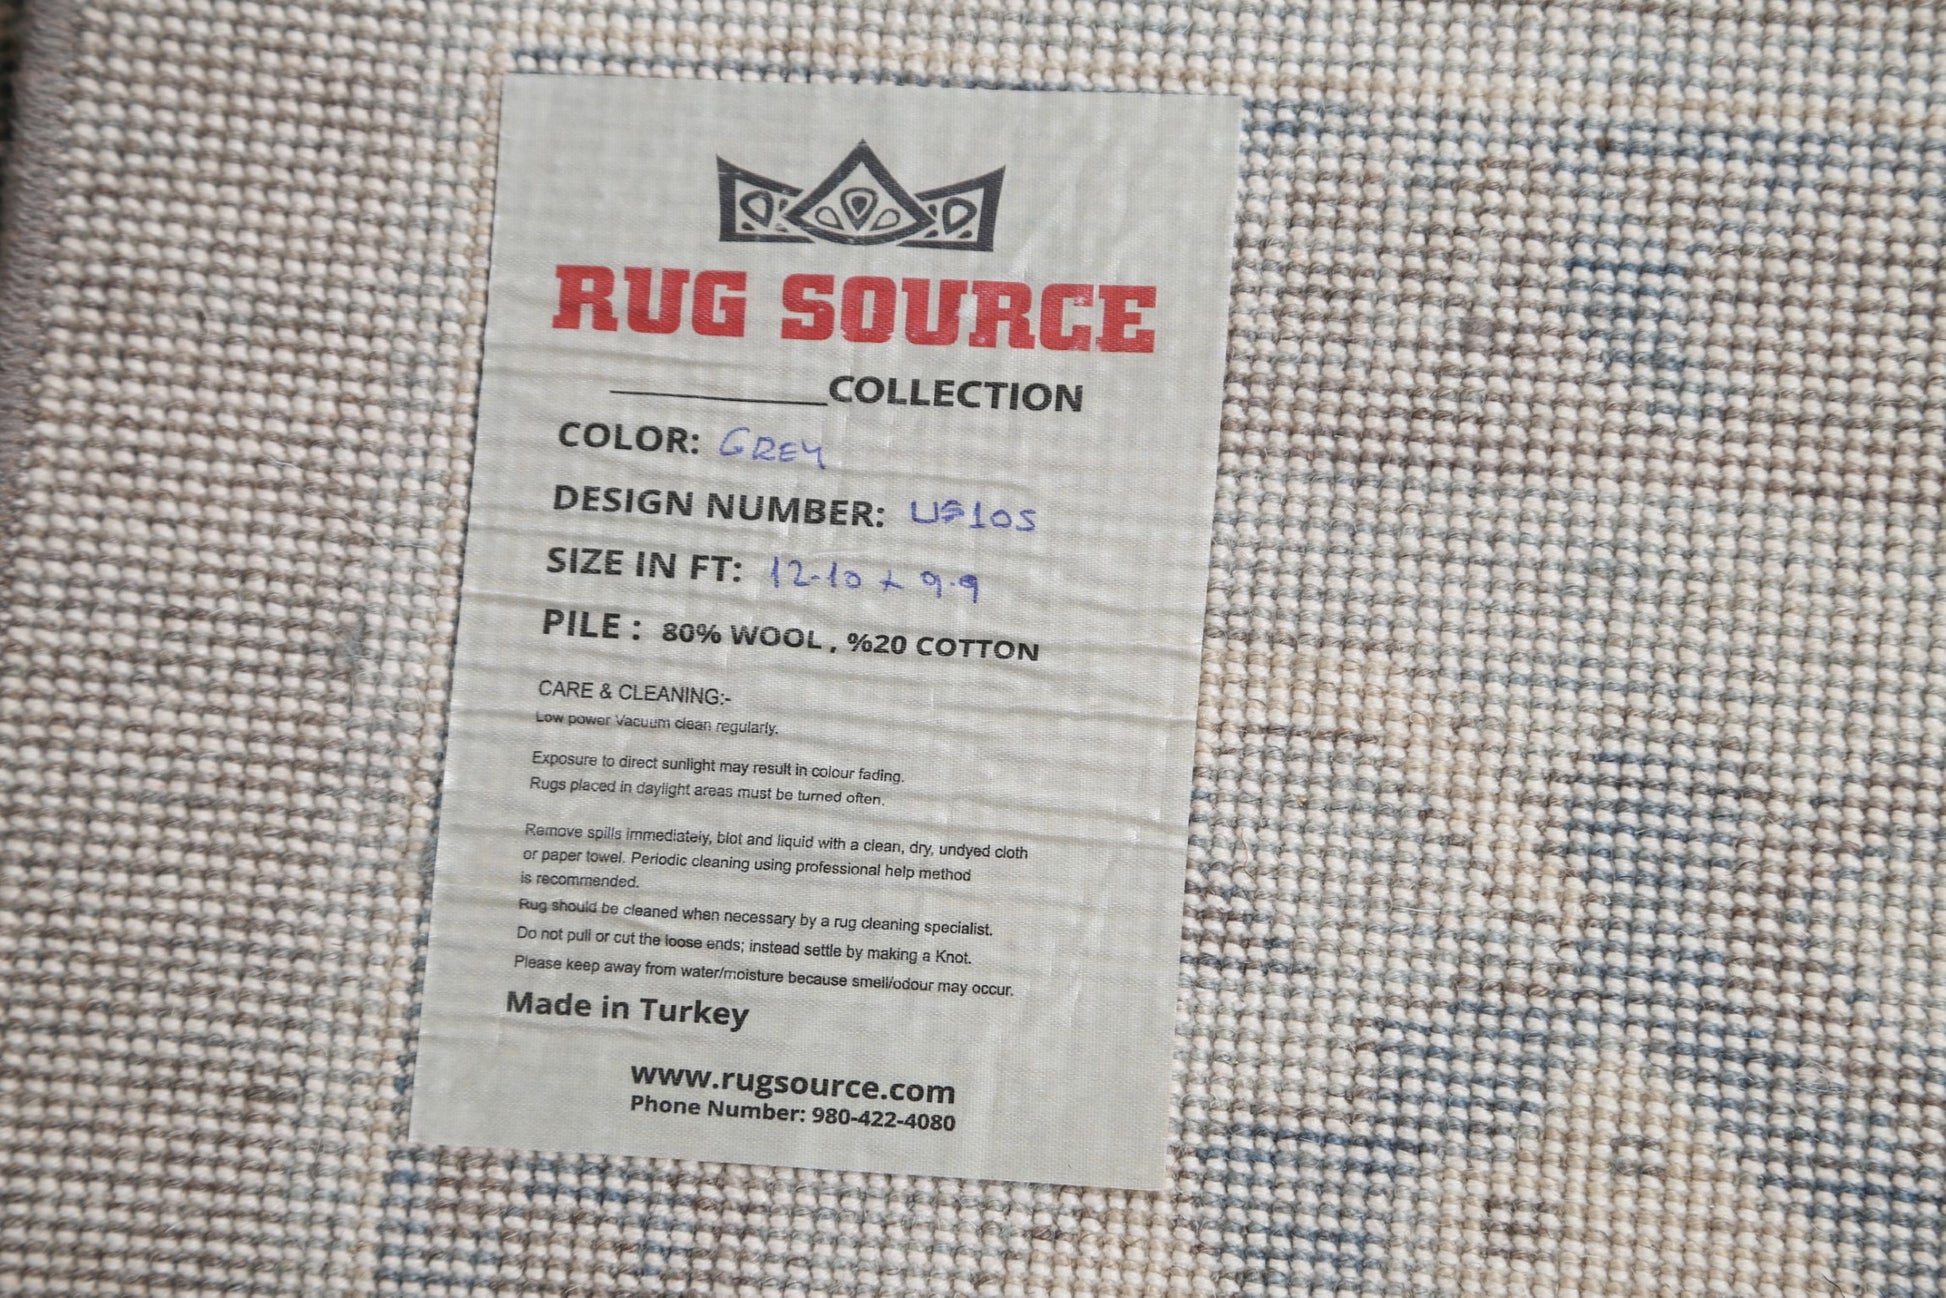 RUG SOURCE
COLLECTION
COLOR: GREY
DESIGN NUMBER:
SIZE IN FT: 12-10 x 9.9
PILE : 80% WOOL , %20 COTTON
CARE & CLEANING:-
Low power Vacuum clean regularly.
Exposure to direct sunlight may result in colour fading.
Rugs placed in daylight areas must be turned often.
Remove spills immediately, blot and liquid with a clean, dry, undyed cloth
or paper towel. Periodic cleaning using professional help method
is recommended.
Rug should be cleaned when necessary by a rug cleaning specialist.
Do not pull or cut the loose ends; instead settle by making a Knot.
Please keep away from water/moisture because smell/odour may occur.
Made in Turkey
www.rugsource.com
Phone Number: 980-422-4080